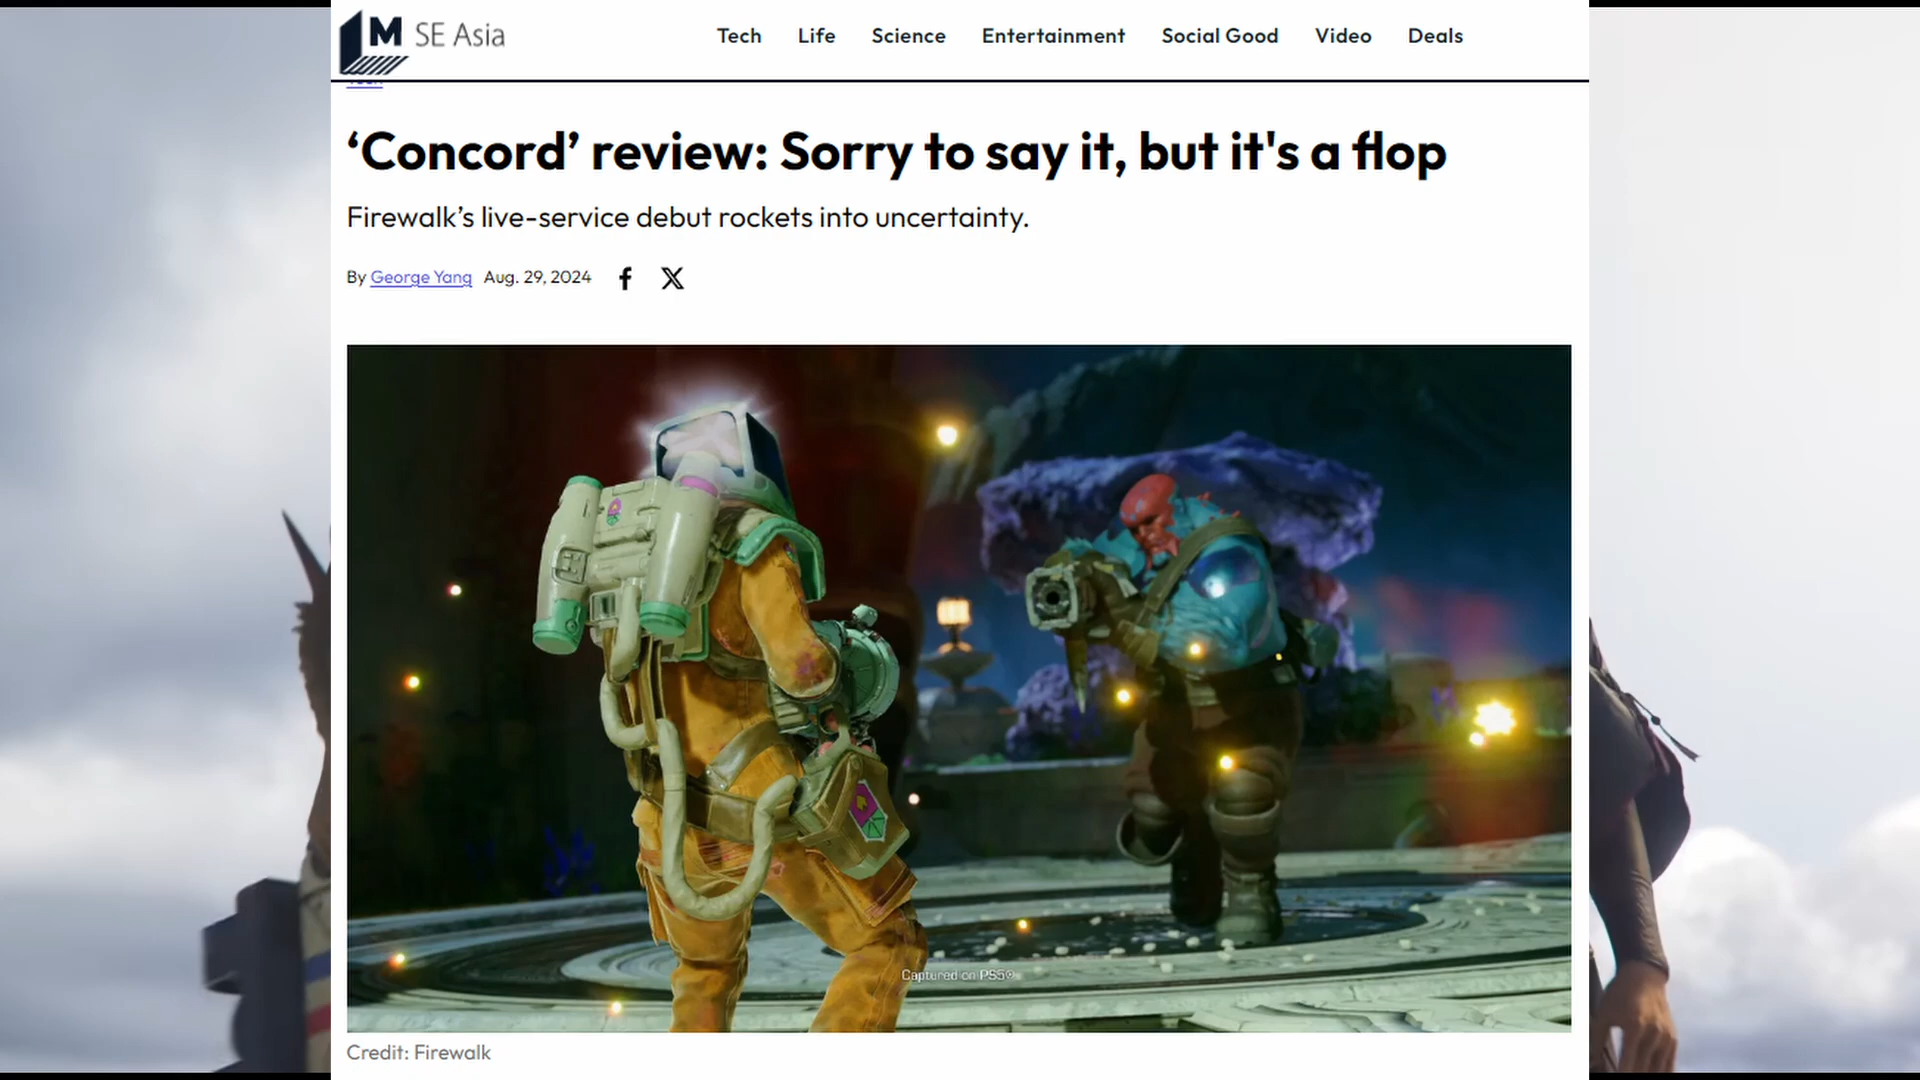 M SE Asia
Tech Life Science Entertainment Social Good Video Deals
Tech
‘Concord’ review: Sorry to say it, but it's a flop
Firewalk’s live-service debut rockets into uncertainty.
By George Yang Aug. 29, 2024
Captured on PS5
Credit: Firewalk